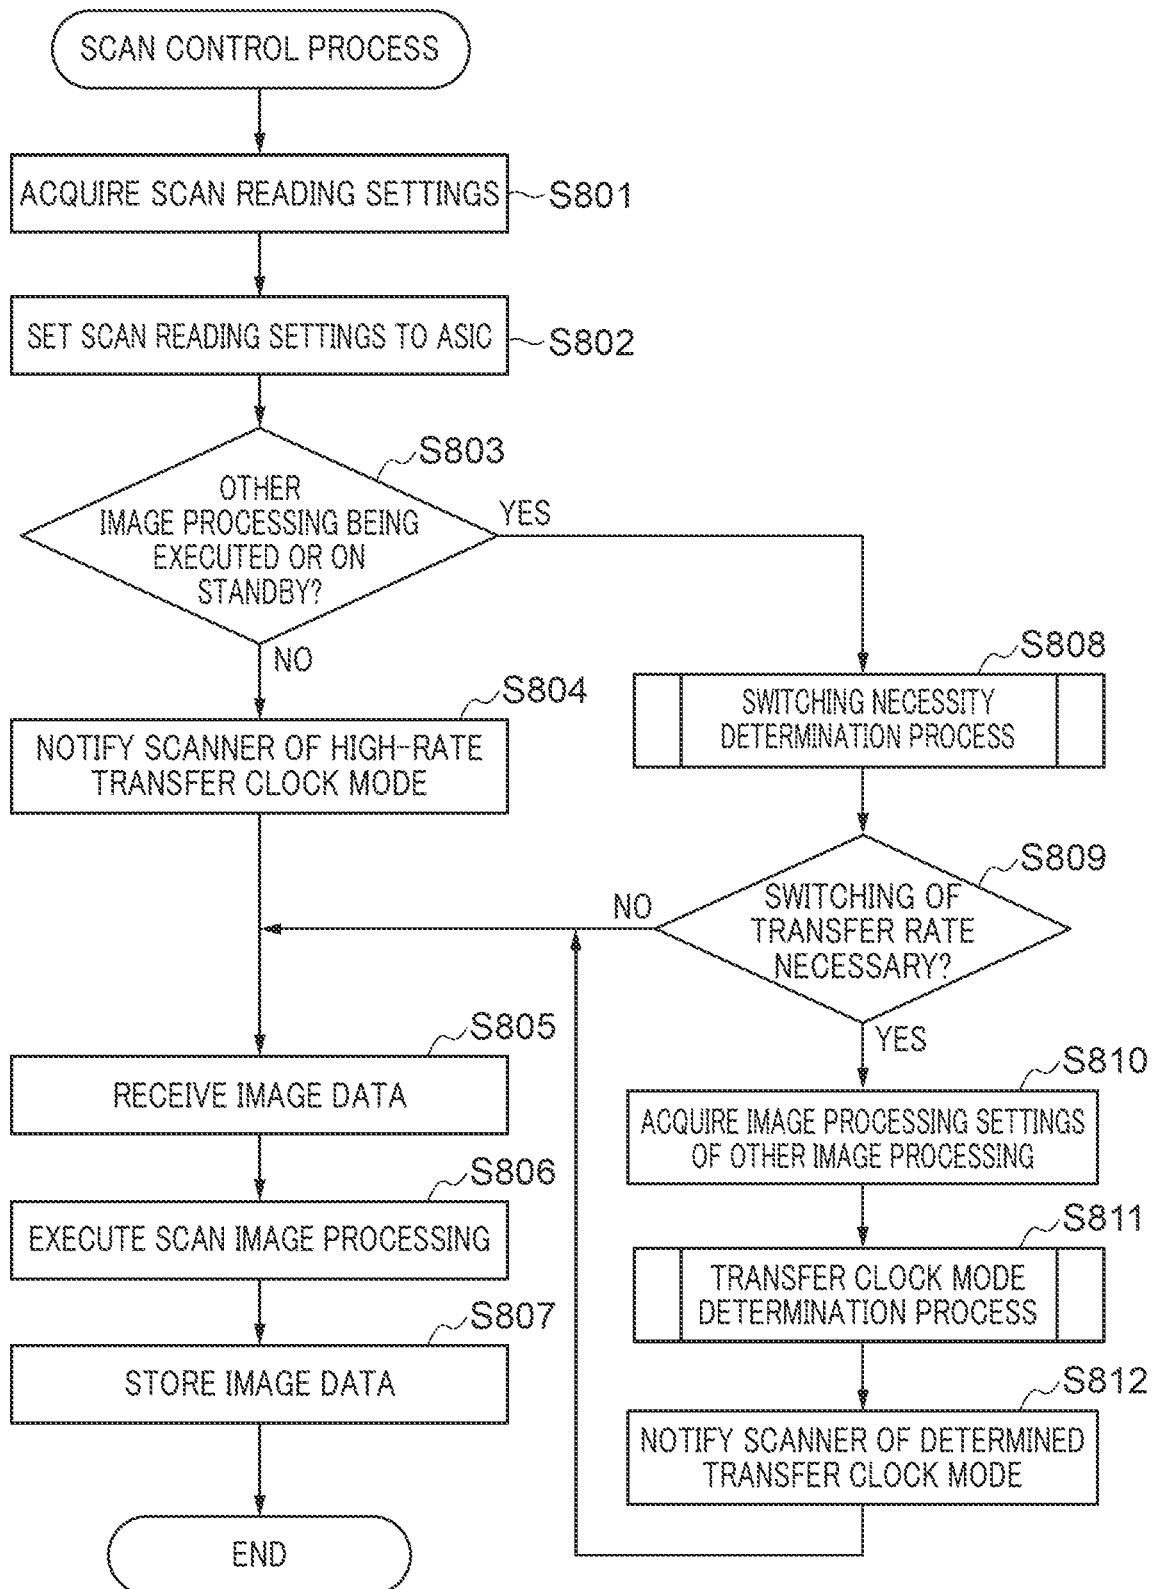 SCAN CONTROL PROCESS
ACQUIRE SCAN READING SETTINGS
S801
SET SCAN READING SETTINGS TO ASIC
S802
S803
OTHER
IMAGE PROCESSING BEING
EXECUTED OR ON
STANDBY?
YES
NO
S804
NOTIFY SCANNER OF HIGH-RATE
TRANSFER CLOCK MODE
S808
SWITCHING NECESSITY
DETERMINATION PROCESS
S809
SWITCHING OF
TRANSFER RATE
NECESSARY?
NO
YES
S805
RECEIVE IMAGE DATA
S806
EXECUTE SCAN IMAGE PROCESSING
S807
STORE IMAGE DATA
END
S810
ACQUIRE IMAGE PROCESSING SETTINGS
OF OTHER IMAGE PROCESSING
S811
TRANSFER CLOCK MODE
DETERMINATION PROCESS
S812
NOTIFY SCANNER OF DETERMINED
TRANSFER CLOCK MODE